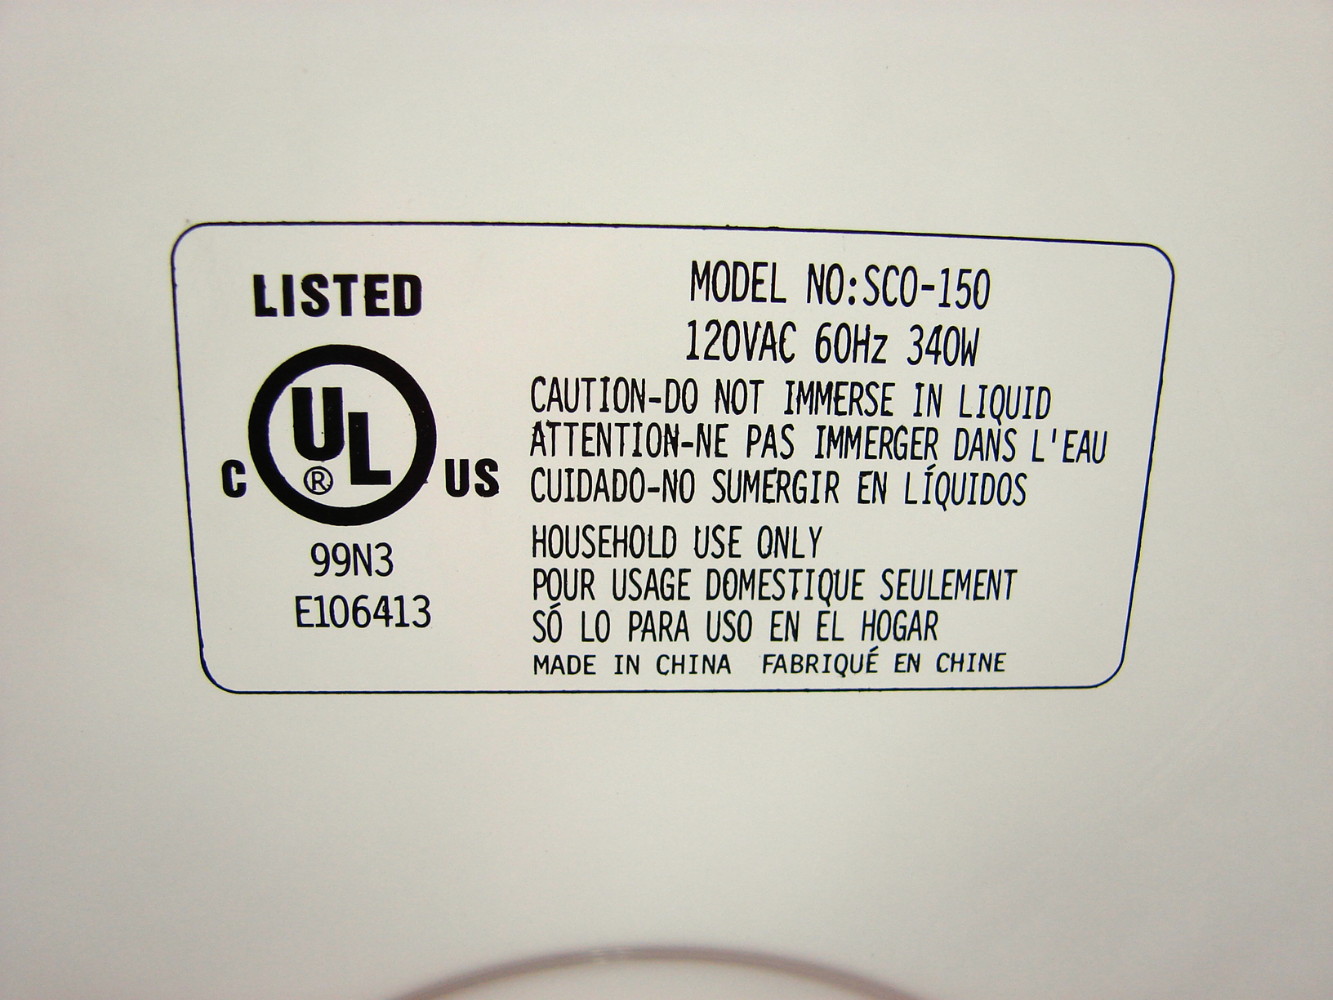 LISTED
UL
®
C US
99N3
E106413
MODEL NO:SCO-150
120VAC 60Hz 340W
CAUTION-DO NOT IMMERSE IN LIQUID
ATTENTION-NE PAS IMMERGER DANS L'EAU
CUIDADO-NO SUMERGIR EN LÍQUIDOS
HOUSEHOLD USE ONLY
POUR USAGE DOMESTIQUE SEULEMENT
SÓ LO PARA USO EN EL HOGAR
MADE IN CHINA FABRIQUÉ EN CHINE